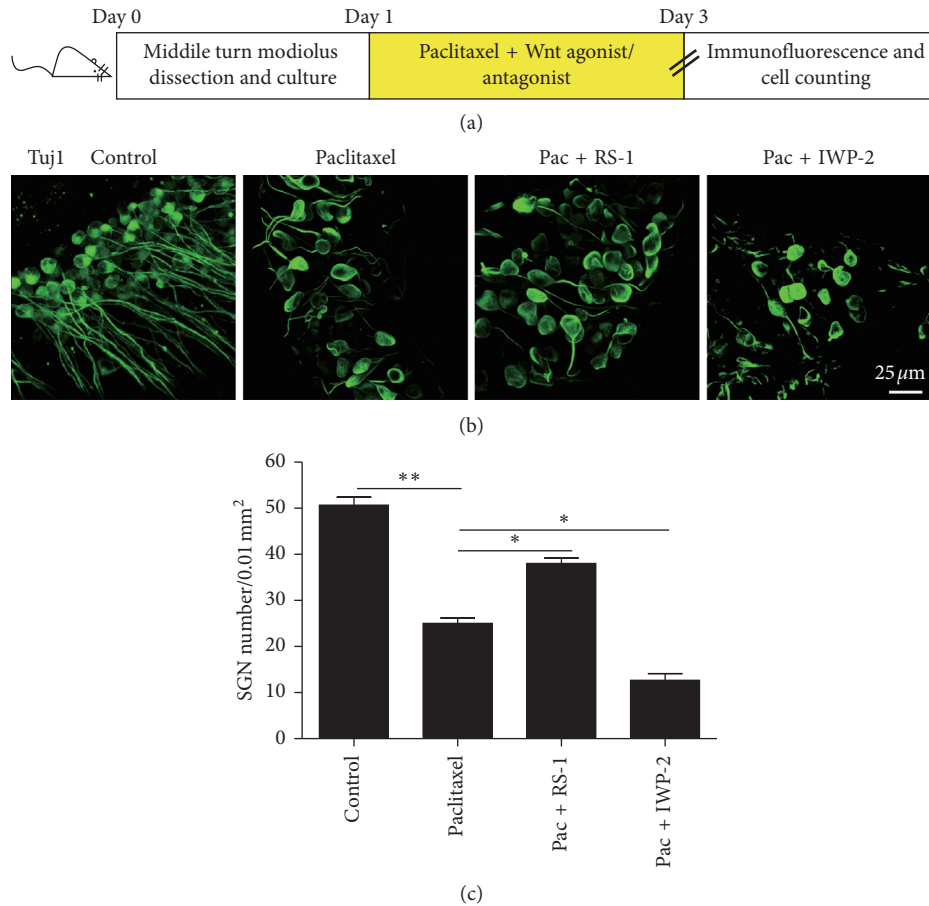 Day 0 Day 1 Day 3
Middile turn modiolus
dissection and culture
Paclitaxel + Wnt agonist/
antagonist
Immunofluorescence and
cell counting
(a)
Tuj1 Control Paclitaxel Pac + RS-1 Pac + IWP-2
25 μm
(b)
60
50
40
30
20
10
0
SGN number/0.01 mm²
** 
*
*
Control
Paclitaxel
Pac + RS-1
Pac + IWP-2
(c)